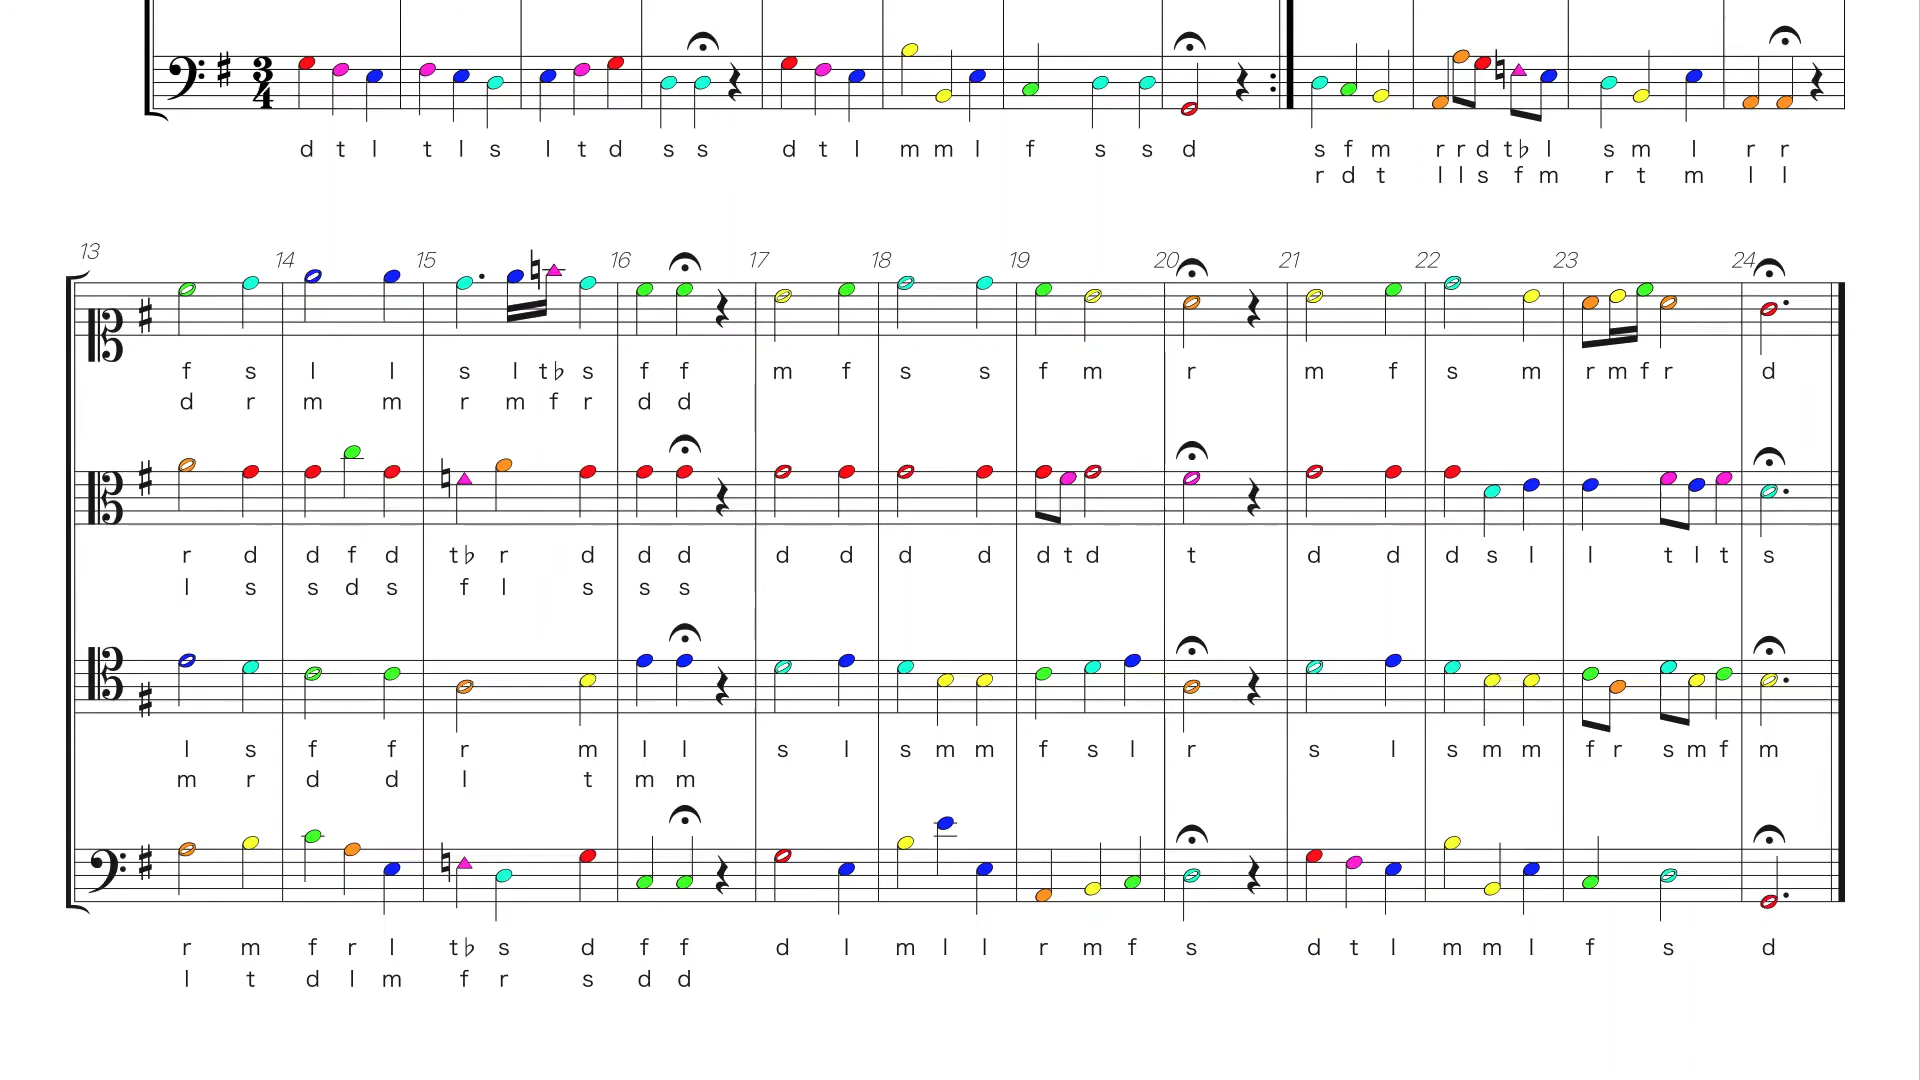 3
4
d t l t l s l t d s s d t l m m l f s s d s f m r r d t♭ l s m l r r
r d t l l s f m r t m l l
13 14 15 16 17 18 19 20 21 22 23 24
f s l l s l t♭ s f f m f s s f m r m f s m r m f r d
d r m m r m f r d d
r d d f d t♭ r d d d d d d d d t d t d d d s l l t l t s
l s s d s f l s s s
l s f f r m l l s l s m m f s l r s l s m m f r s m f m
m r d d l t m m
r m f r l t♭ s d f f d l m l l r m f s d t l m m l f s d
l t d l m f r s d d